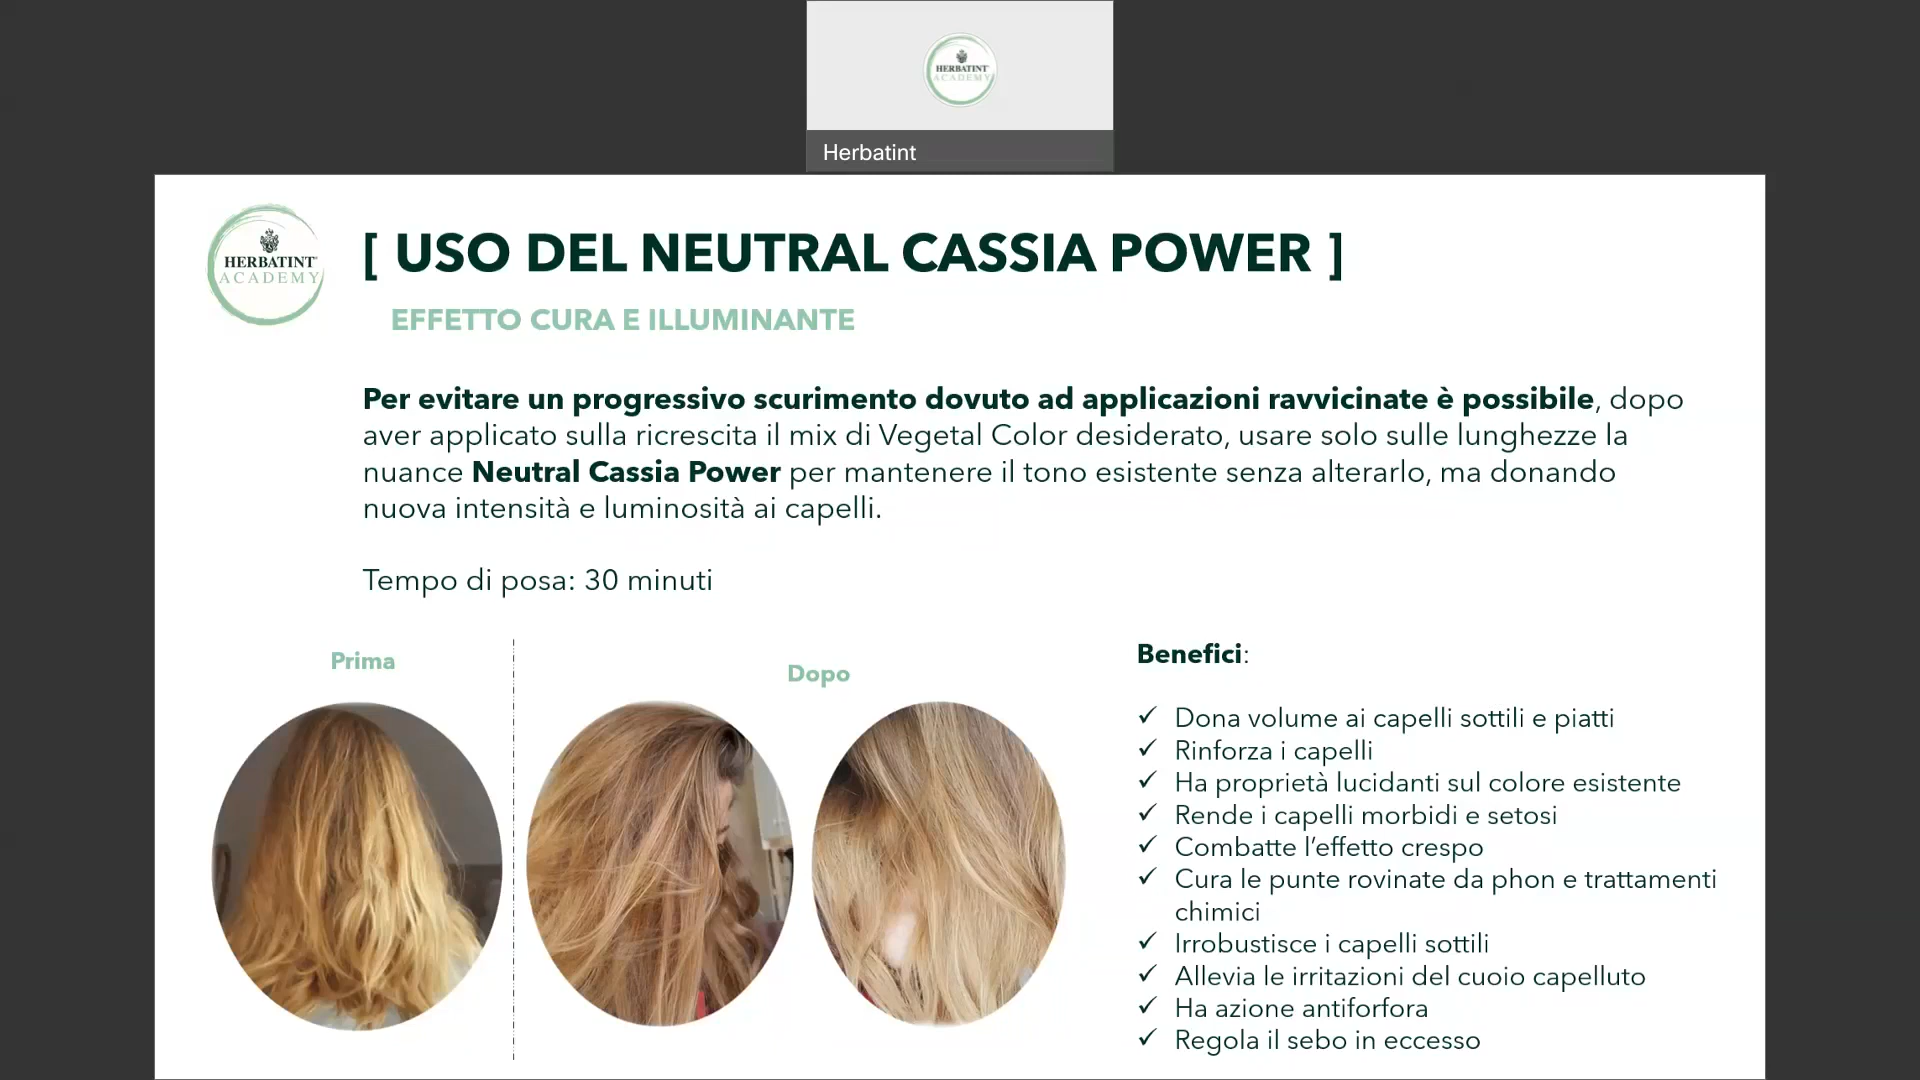 HERBATINT
ACADEMY
Herbatint
HERBATINT
ACADEMY
[ USO DEL NEUTRAL CASSIA POWER ]
EFFETTO CURA E ILLUMINANTE
Per evitare un progressivo scurimento dovuto ad applicazioni ravvicinate è possibile, dopo
aver applicato sulla ricrescita il mix di Vegetal Color desiderato, usare solo sulle lunghezze la
nuance Neutral Cassia Power per mantenere il tono esistente senza alterarlo, ma donando
nuova intensità e luminosità ai capelli.
Tempo di posa: 30 minuti
Prima
Dopo
Benefici:
✓ Dona volume ai capelli sottili e piatti
✓ Rinforza i capelli
✓ Ha proprietà lucidanti sul colore esistente
✓ Rende i capelli morbidi e setosi
✓ Combatte l’effetto crespo
✓ Cura le punte rovinate da phon e trattamenti
chimici
✓ Irrobustisce i capelli sottili
✓ Allevia le irritazioni del cuoio capelluto
✓ Ha azione antiforfora
✓ Regola il sebo in eccesso